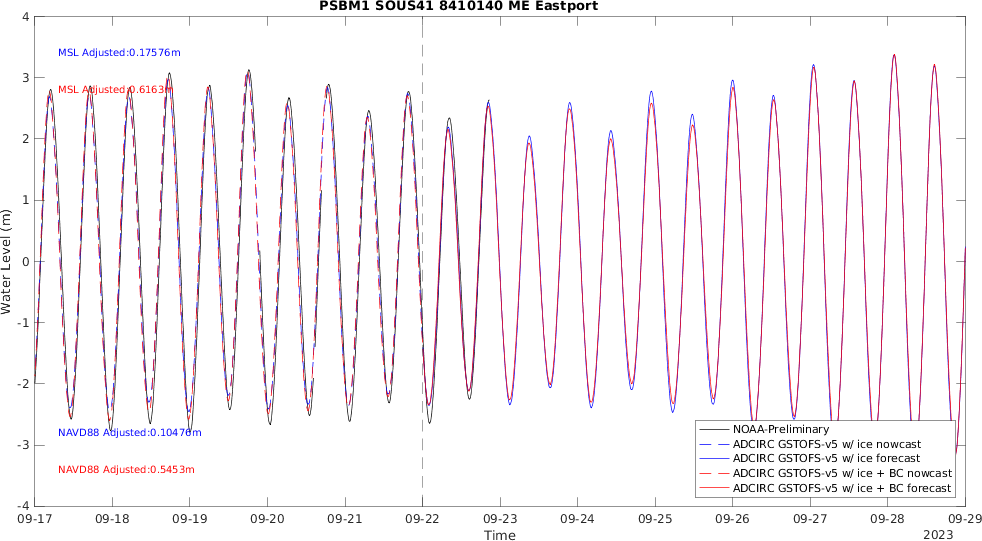 PSBM1 SOUS41 8410140 ME Eastport
4
3
2
1
0
-1
-2
-3
-4
Water Level (m)
MSL Adjusted:0.17576m
MSL Adjusted:0.6163m
NAVD88 Adjusted:0.10476m
NAVD88 Adjusted:0.5453m
NOAA-Preliminary
ADCIRC GSTOFS-v5 w/ ice nowcast
ADCIRC GSTOFS-v5 w/ ice forecast
ADCIRC GSTOFS-v5 w/ ice + BC nowcast
ADCIRC GSTOFS-v5 w/ ice + BC forecast
09-17 09-18 09-19 09-20 09-21 09-22 09-23 09-24 09-25 09-26 09-27 09-28 09-29
Time
2023